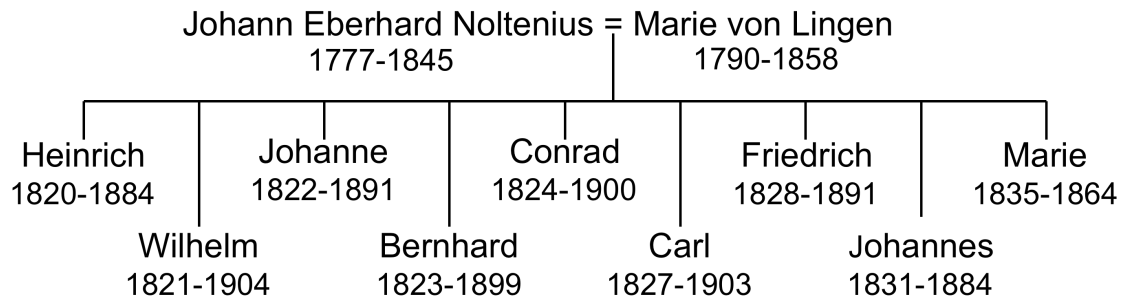 Johann Eberhard Noltenius = Marie von Lingen
1777-1845 1790-1858
Heinrich Johanne Conrad Friedrich Marie
1820-1884 1822-1891 1824-1900 1828-1891 1835-1864
Wilhelm Bernhard Carl Johannes
1821-1904 1823-1899 1827-1903 1831-1884